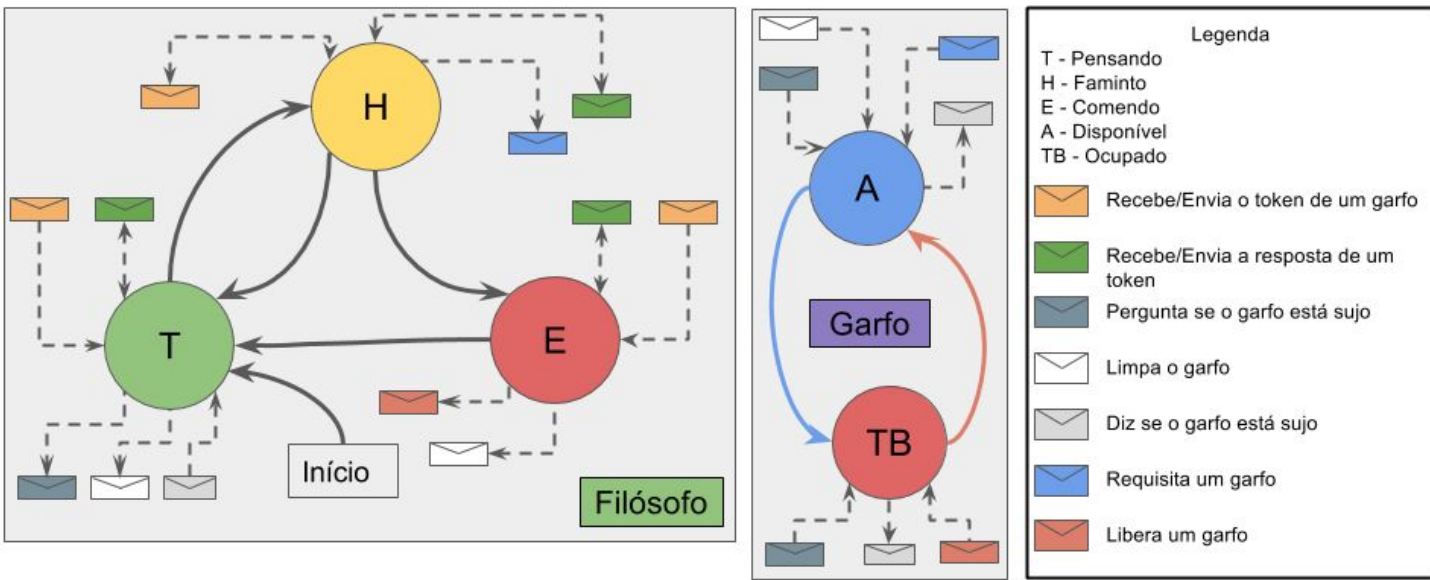 H
T
E
Início
Filósofo
A
Garfo
TB
Legenda
T - Pensando
H - Faminto
E - Comendo
A - Disponível
TB - Ocupado
Recebe/Envia o token de um garfo
Recebe/Envia a resposta de um
token
Pergunta se o garfo está sujo
Limpa o garfo
Diz se o garfo está sujo
Requisita um garfo
Libera um garfo